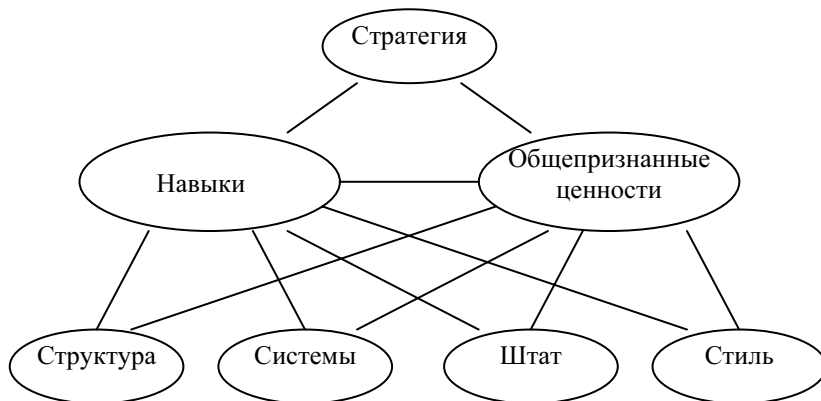 Стратегия
Навыки
Общепризнанные
ценности
Структура
Системы
Штат
Стиль